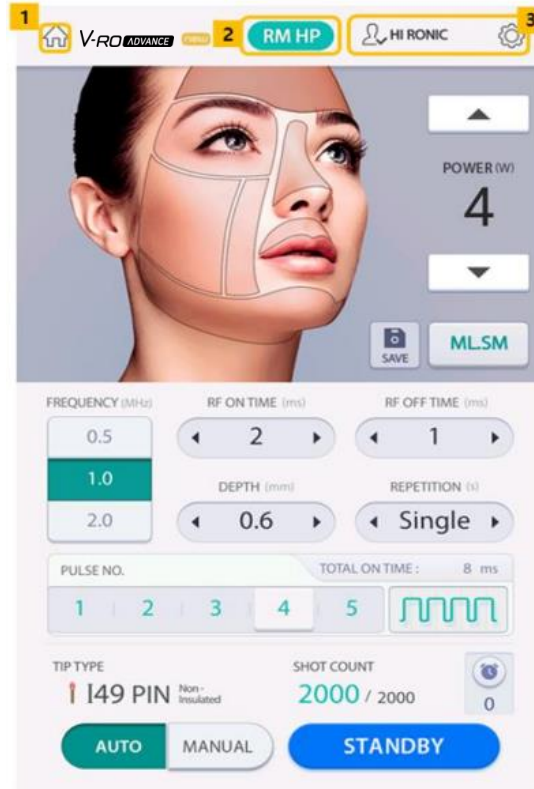 1
V-RO ADVANCE
2
RM HP
HI RONIC
3
POWER (W)
4
SAVE
ML.SM
FREQUENCY (MHz)
0.5
1.0
2.0
RF ON TIME (ms)
2
RF OFF TIME (ms)
1
DEPTH (mm)
0.6
REPETITION (s)
Single
PULSE NO.
TOTAL ON TIME : 8 ms
1 2 3 4 5
TIP TYPE
I49 PIN Non-
Insulated
SHOT COUNT
2000 / 2000
0
AUTO MANUAL
STANDBY